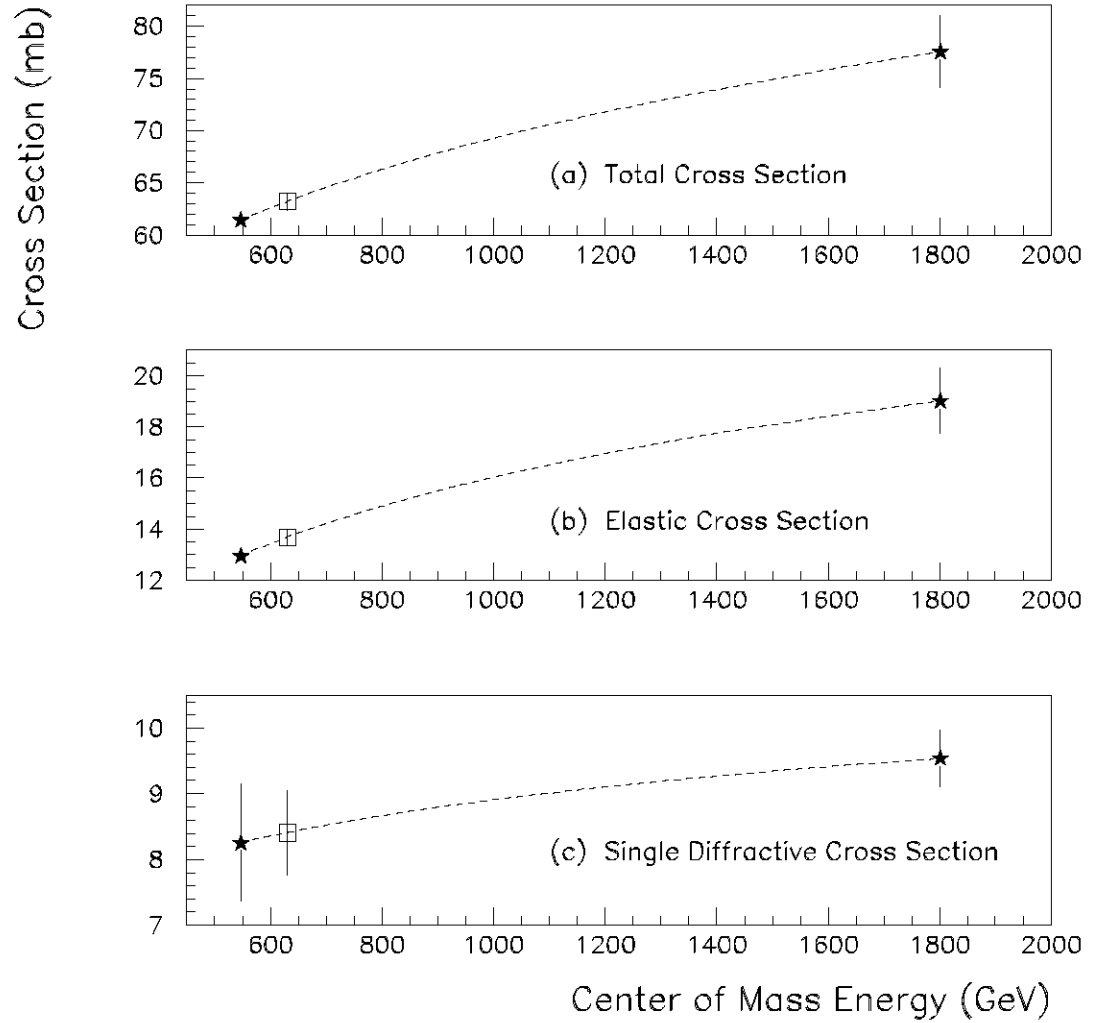 Cross Section (mb)
80
75
70
65
60
(a) Total Cross Section
600 800 1000 1200 1400 1600 1800 2000
20
18
16
14
12
(b) Elastic Cross Section
600 800 1000 1200 1400 1600 1800 2000
10
9
8
7
(c) Single Diffractive Cross Section
600 800 1000 1200 1400 1600 1800 2000
Center of Mass Energy (GeV)